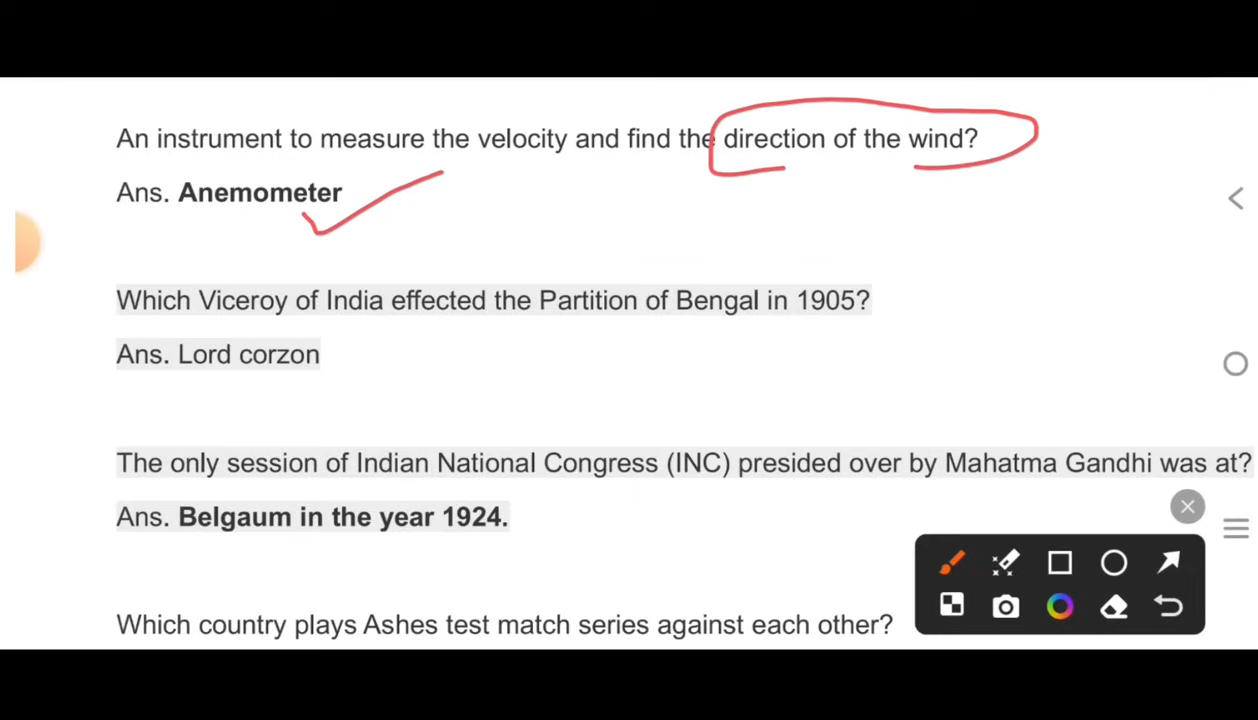 An instrument to measure the velocity and find the direction of the wind?
Ans. Anemometer
Which Viceroy of India effected the Partition of Bengal in 1905?
Ans. Lord corzon
The only session of Indian National Congress (INC) presided over by Mahatma Gandhi was at?
Ans. Belgaum in the year 1924.
Which country plays Ashes test match series against each other?